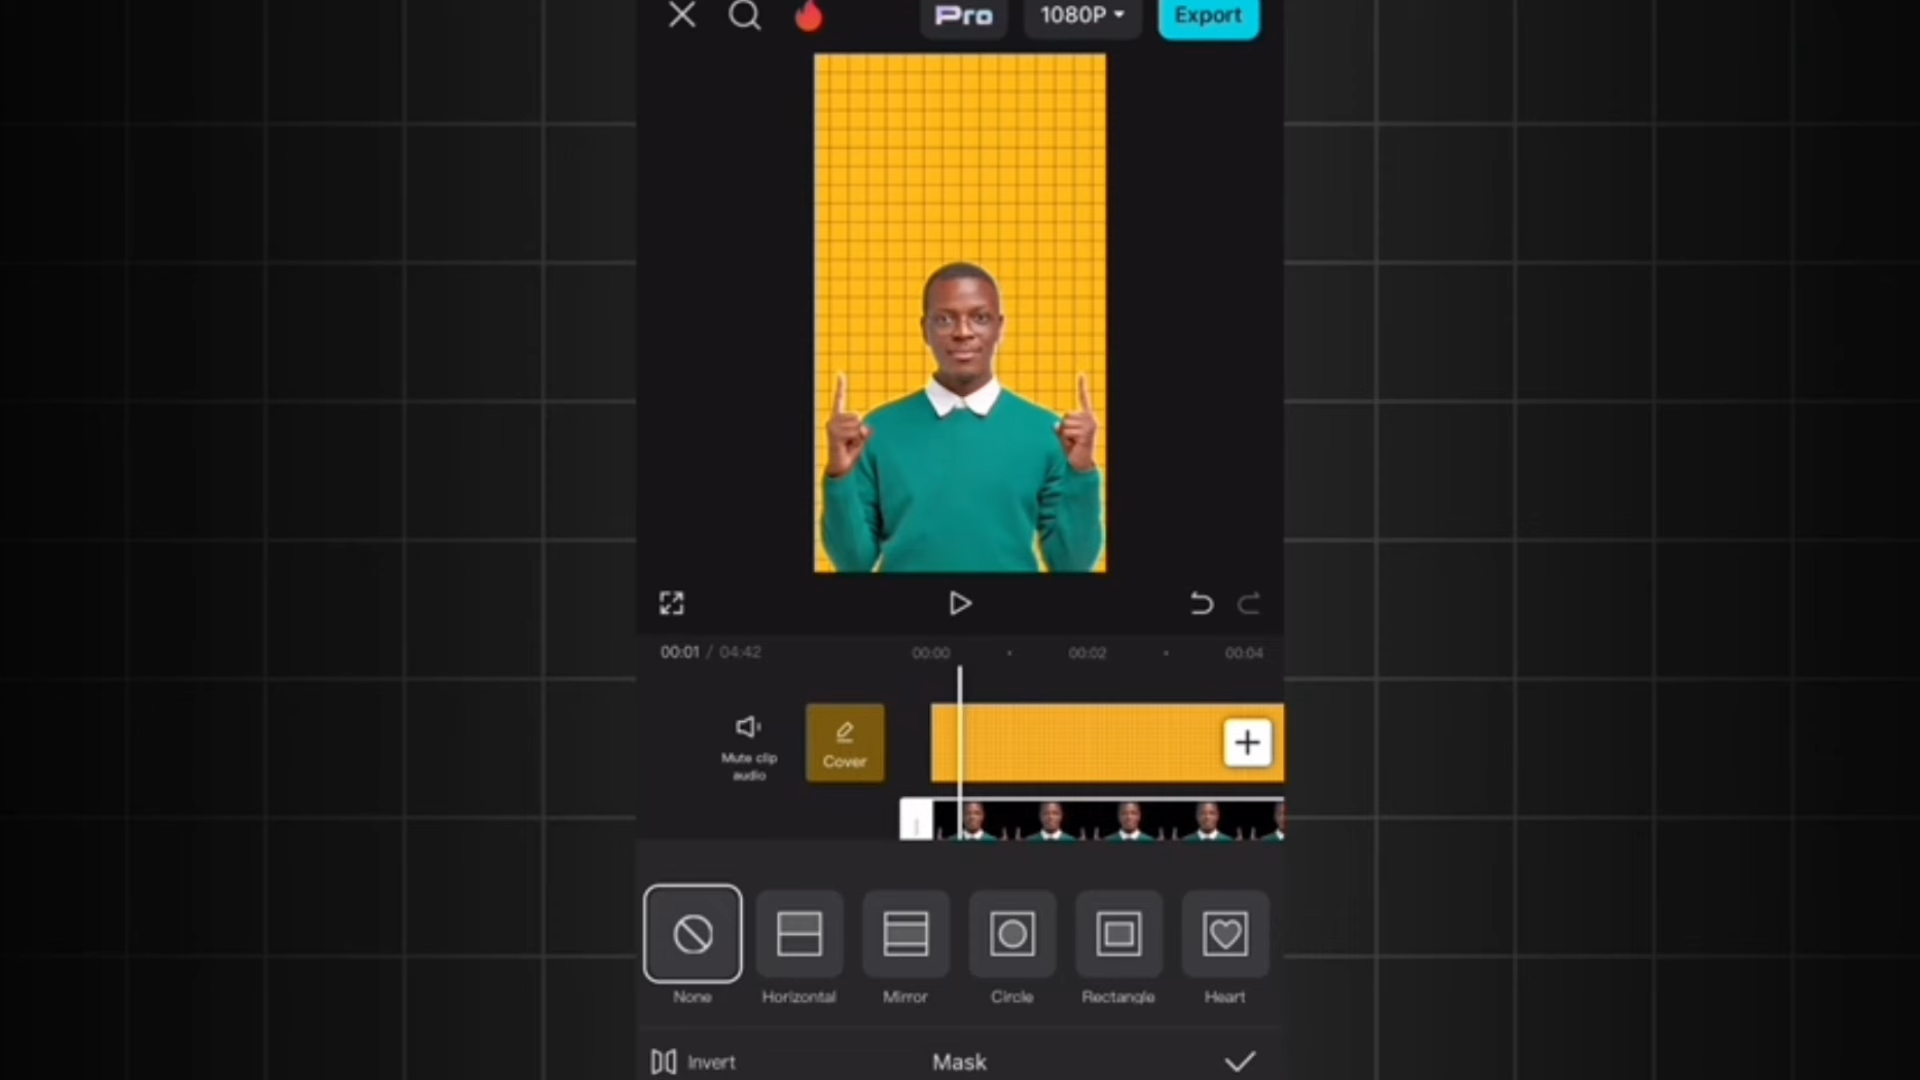 Pro 1080P Export
00:01 / 04:42 00:00 00:02 00:04
Mute clip
audio
Cover
None Horizontal Mirror Circle Rectangle Heart
Invert Mask